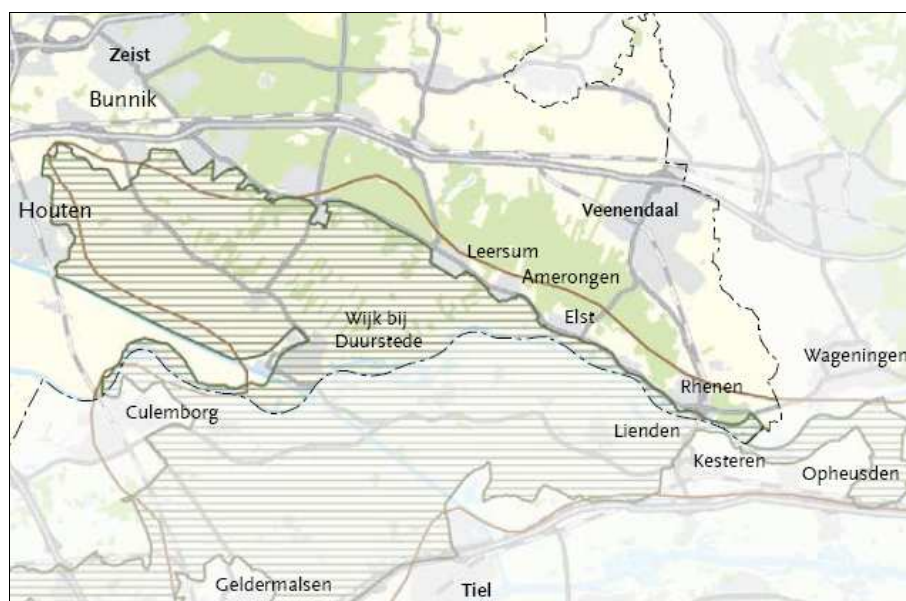 Zeist
Bunnik
Houten
Veenendaal
Leersum
Amerongen
Elst
Wijk bij
Duurstede
Wageningen
Rhenen
Culemborg
Lienden
Kesteren
Opheusden
Geldermalsen
Tiel